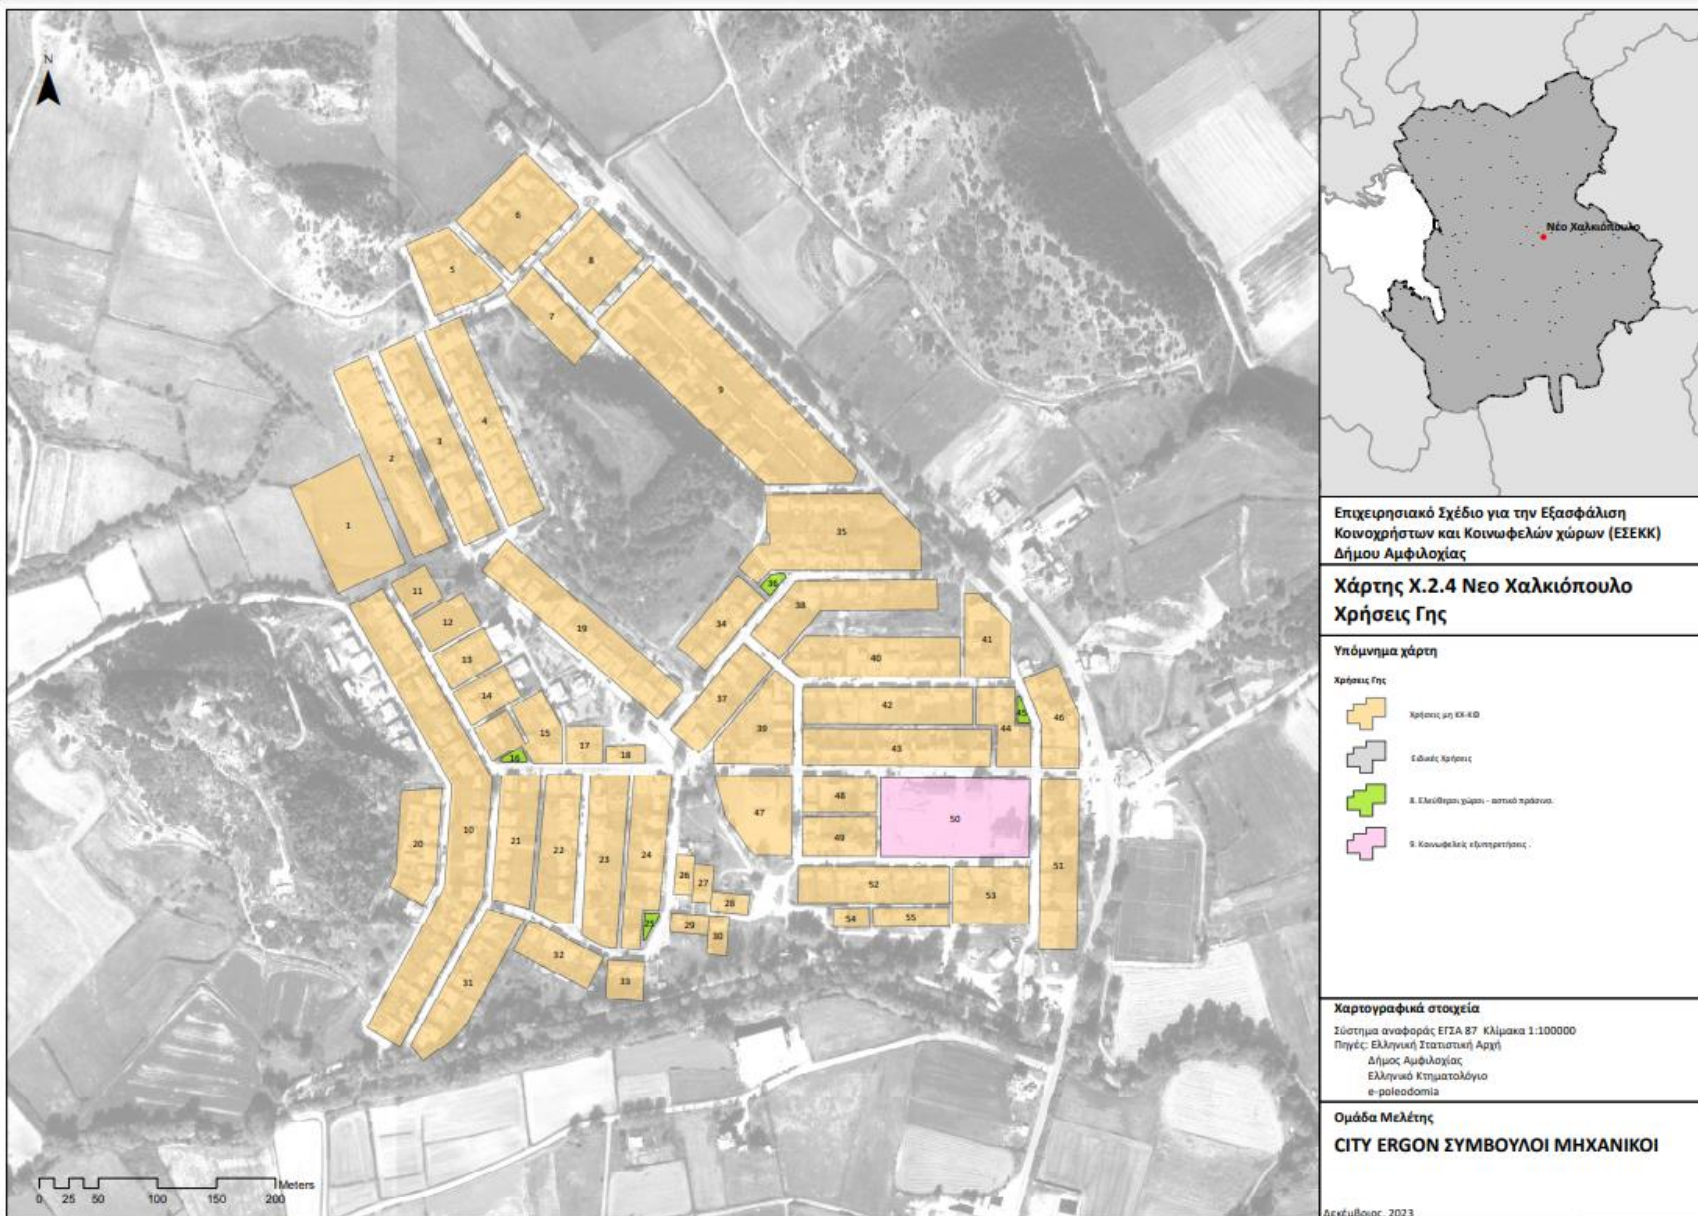 N
6
5
8
7
9
4
3
2
1
35
36
11
38
12
19
34
41
13
40
14
37
42
45
46
15
39
44
17
43
18
16
48
50
47
49
10
21
22
23
24
20
26
27
28
51
52
53
25
29
30
54
55
32
31
33
0 25 50 100 150 200 Meters
Νέο Χαλκιόπουλο
Επιχειρησιακό Σχέδιο για την Εξασφάλιση
Κοινοχρήστων και Κοινωφελών χώρων (ΕΣΕΚΚ)
Δήμου Αμφιλοχίας
Χάρτης Χ.2.4 Νεο Χαλκιόπουλο
Χρήσεις Γης
Υπόμνημα χάρτη
Χρήσεις Γης
Χρήσεις μη ΚΧ-ΚΦ
Ειδικές Χρήσεις
8. Ελεύθεροι χώροι - αστικό πράσινο.
9. Κοινωφελείς εξυπηρετήσεις .
Χαρτογραφικά στοιχεία
Σύστημα αναφοράς ΕΓΣΑ 87 Κλίμακα 1:100000
Πηγές: Ελληνική Στατιστική Αρχή
Δήμος Αμφιλοχίας
Ελληνικό Κτηματολόγιο
e-poleodomia
Ομάδα Μελέτης
CITY ERGON ΣΥΜΒΟΥΛΟΙ ΜΗΧΑΝΙΚΟΙ
Δεκέμβριος, 2023